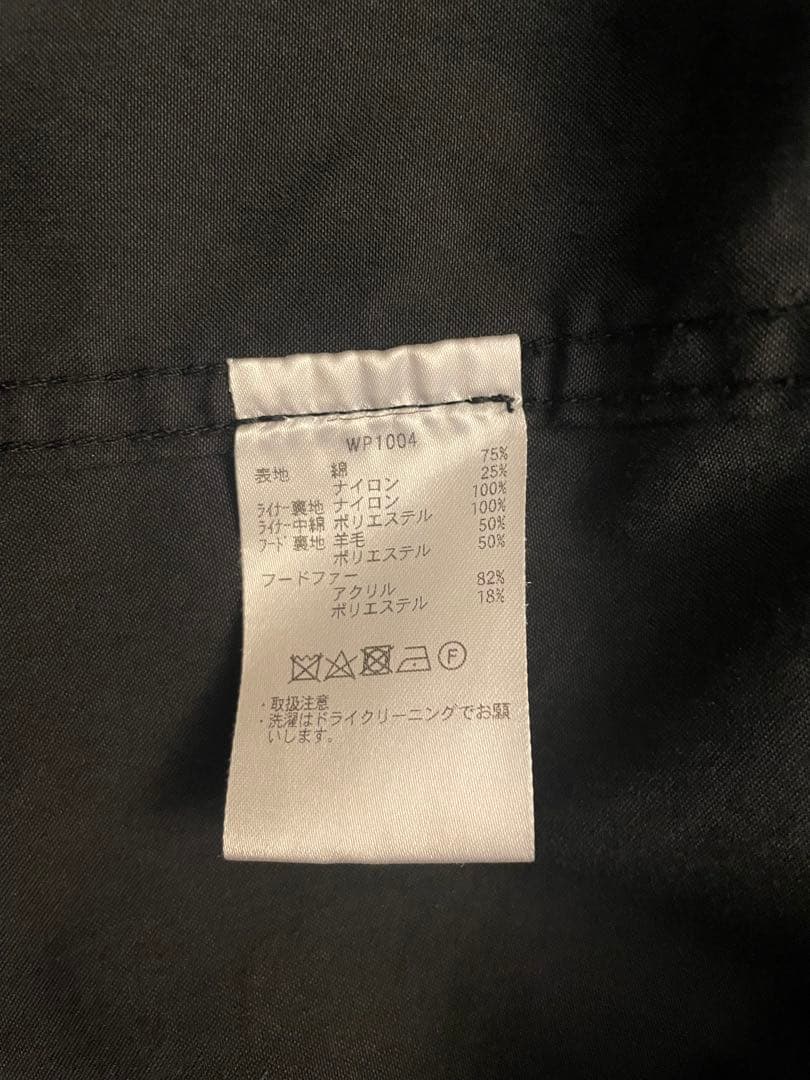 WP1004
表地 綿 75%
ナイロン 25%
ライナー裏地 ナイロン 100%
ライナー中綿 ポリエステル 100%
フード裏地 羊毛 50%
ポリエステル 50%
フードファー
アクリル 82%
ポリエステル 18%
F
・取扱注意
・洗濯はドライクリーニングでお願
いします。